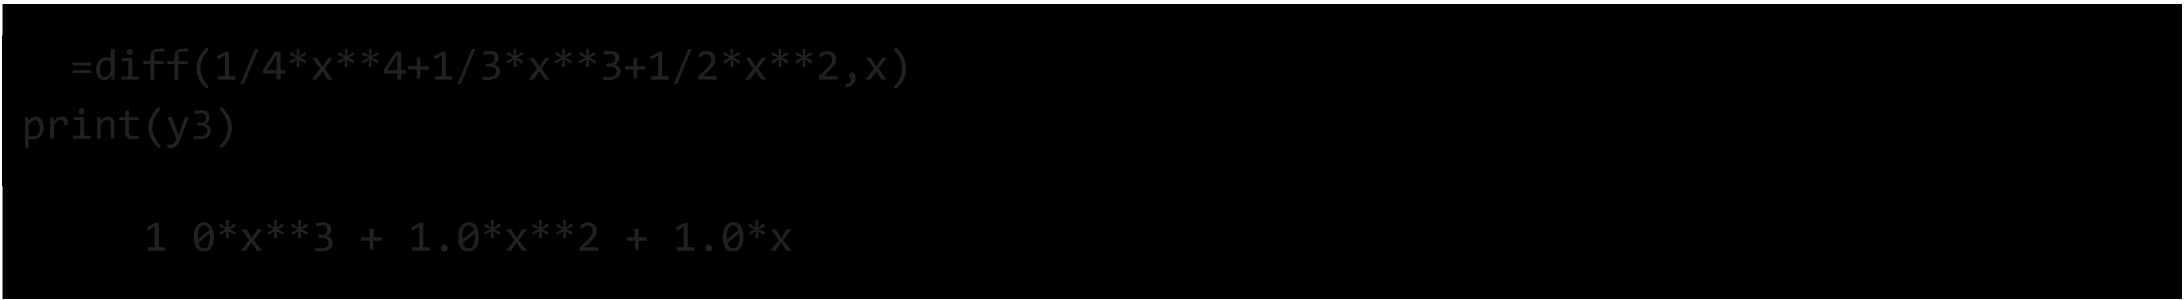 =diff(1/4*x**4+1/3*x**3+1/2*x**2,x)
print(y3)
1 0*x**3 + 1.0*x**2 + 1.0*x